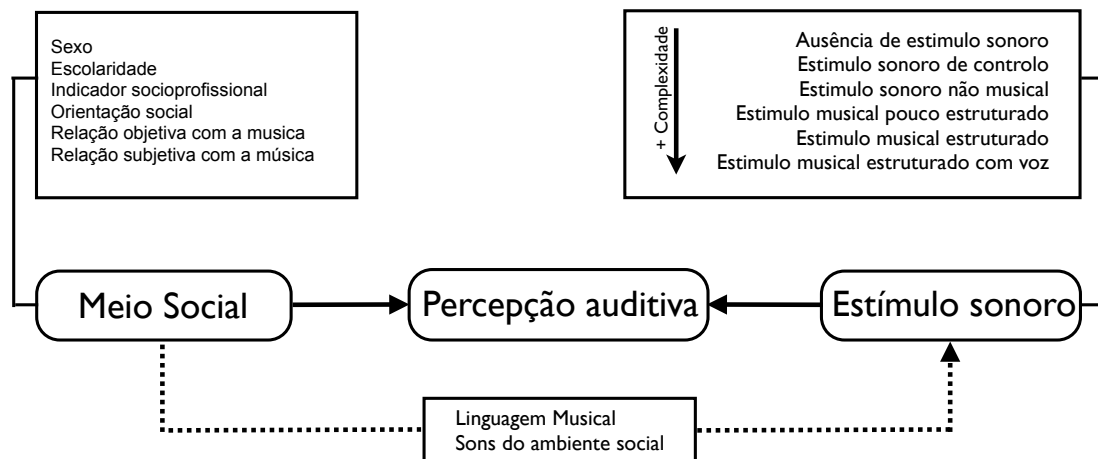 Sexo
Escolaridade
Indicador socioprofissional
Orientação social
Relação objetiva com a musica
Relação subjetiva com a música
+ Complexidade
Ausência de estimulo sonoro
Estimulo sonoro de controlo
Estimulo sonoro não musical
Estimulo musical pouco estruturado
Estimulo musical estruturado
Estimulo musical estruturado com voz
Meio Social
Percepção auditiva
Estímulo sonoro
Linguagem Musical
Sons do ambiente social